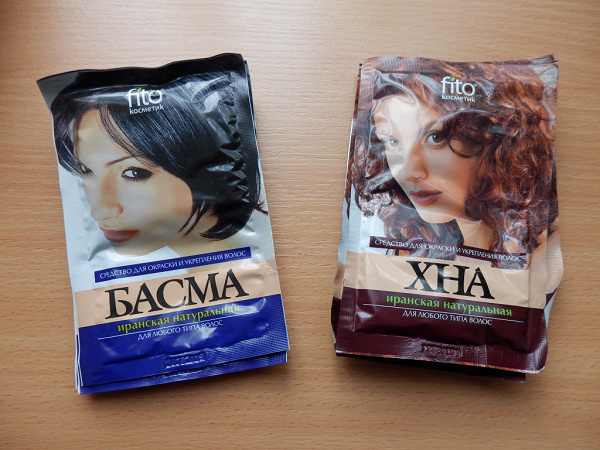 fito
косметик
СРЕДСТВО ДЛЯ ОКРАСКИ И УКРЕПЛЕНИЯ ВОЛОС
БАСМА
иранская натуральная
ДЛЯ ЛЮБОГО ТИПА ВОЛОС
fito
косметик
СРЕДСТВО ДЛЯ ОКРАСКИ И УКРЕПЛЕНИЯ ВОЛОС
ХНА
иранская натуральная
ДЛЯ ЛЮБОГО ТИПА ВОЛОС